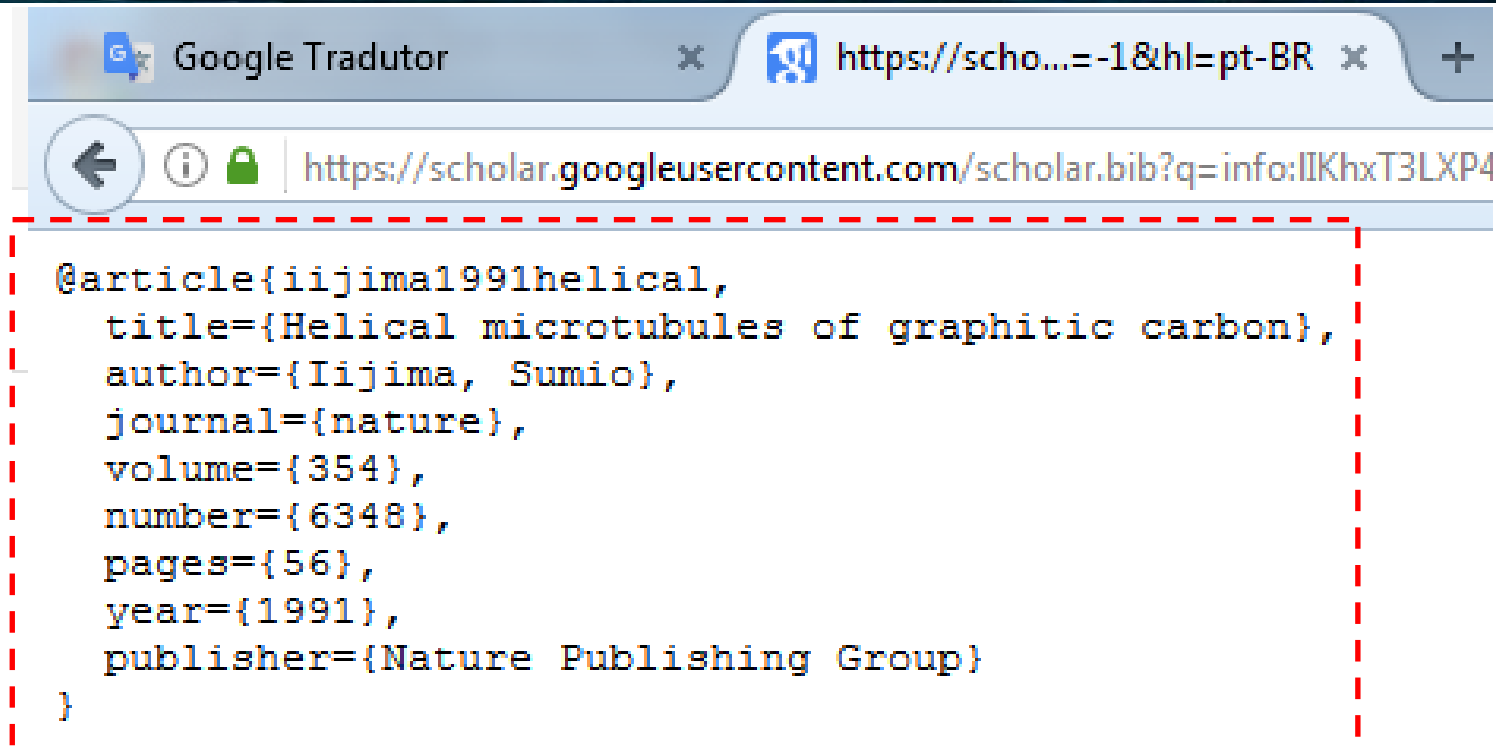 Google Tradutor
https://scho...=-1&hl=pt-BR
https://scholar.googleusercontent.com/scholar.bib?q=info:lIKhxT3LXP4
@article{iijima1991helical,
title={Helical microtubules of graphitic carbon},
author={Iijima, Sumio},
journal={nature},
volume={354},
number={6348},
pages={56},
year={1991},
publisher={Nature Publishing Group}
}